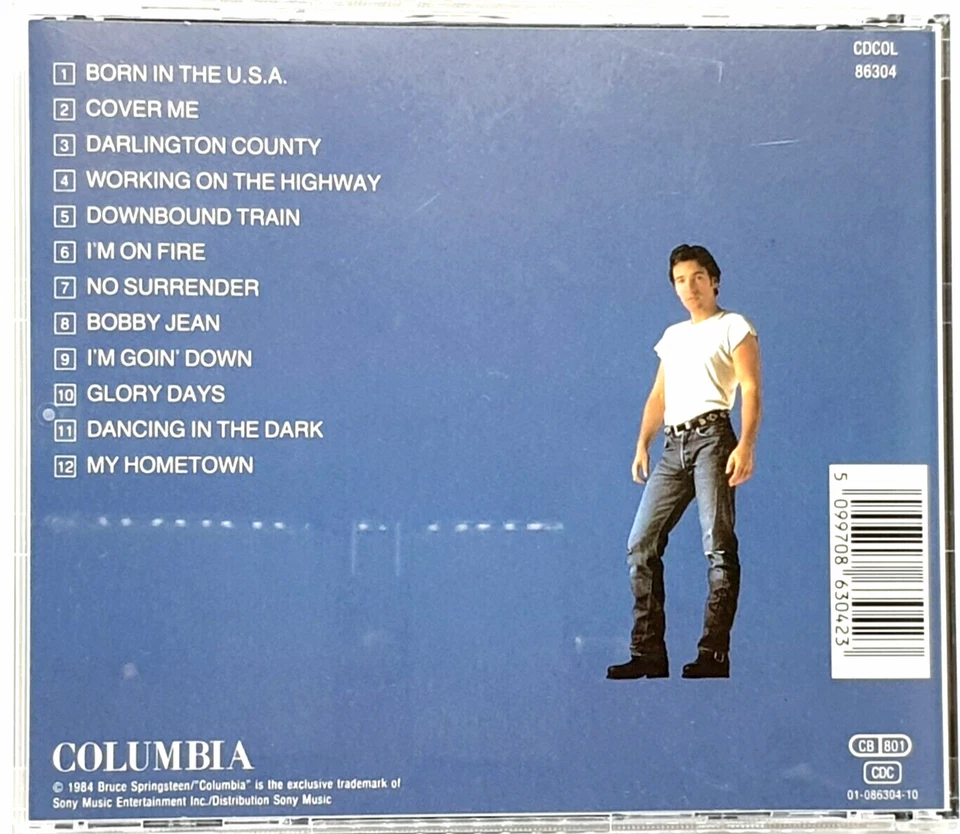 CDCOL
86304
1 BORN IN THE U.S.A.
2 COVER ME
3 DARLINGTON COUNTY
4 WORKING ON THE HIGHWAY
5 DOWNBOUND TRAIN
6 I'M ON FIRE
7 NO SURRENDER
8 BOBBY JEAN
9 I'M GOIN' DOWN
10 GLORY DAYS
11 DANCING IN THE DARK
12 MY HOMETOWN
5 099708 630423
COLUMBIA
© 1984 Bruce Springsteen/"Columbia" is the exclusive trademark of
Sony Music Entertainment Inc./Distribution Sony Music
CB 801
CDC
01-086304-10